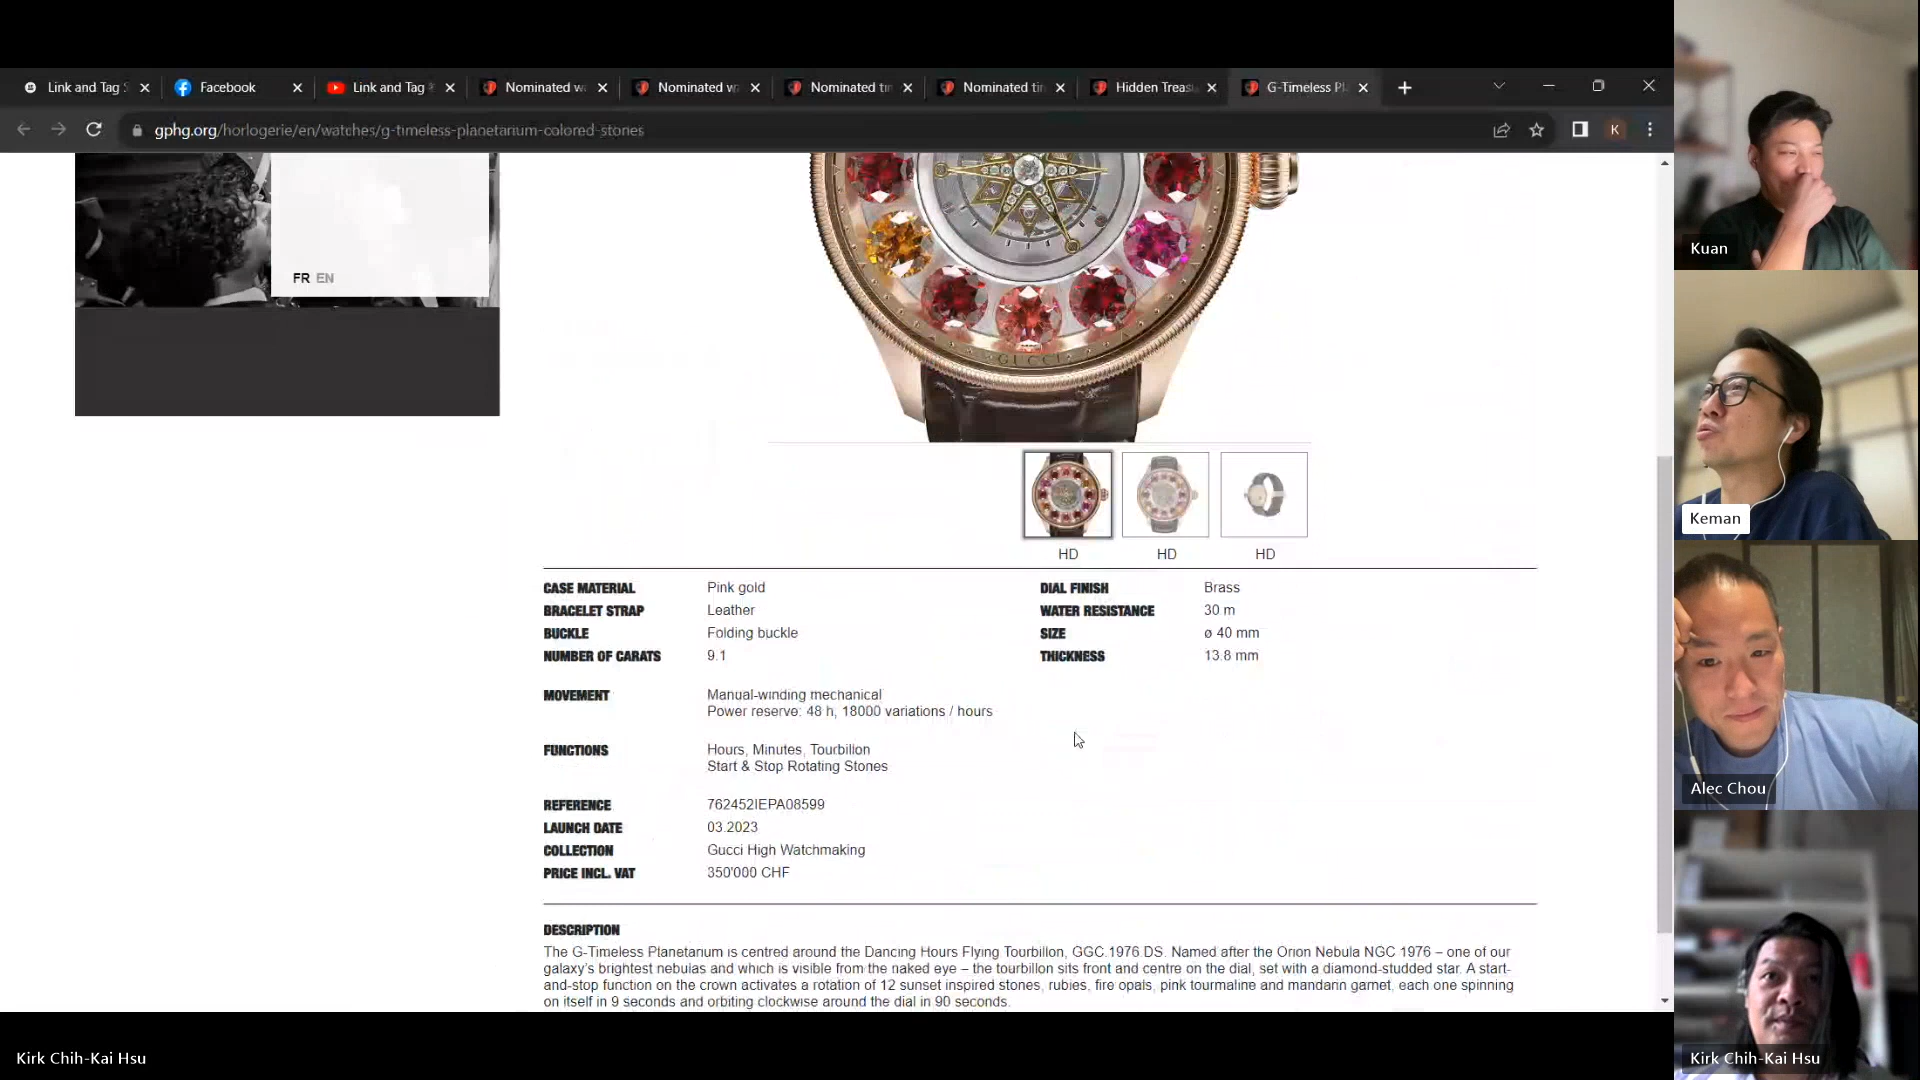 Link and Tag S
Facebook
Link and Tag
Nominated w
Nominated w
Nominated tin
Nominated tin
Hidden Treas
G-Timeless Pl
gphg.org/horlogerie/en/watches/g-timeless-planetarium-colored-stones
K
FR EN
GUCCI
HD
HD
HD
CASE MATERIAL Pink gold
BRACELET STRAP Leather
BUCKLE Folding buckle
NUMBER OF CARATS 9.1
DIAL FINISH Brass
WATER RESISTANCE 30 m
SIZE ø 40 mm
THICKNESS 13.8 mm
MOVEMENT Manual-winding mechanical
Power reserve: 48 h, 18000 variations / hours
FUNCTIONS Hours, Minutes, Tourbillon
Start & Stop Rotating Stones
REFERENCE 762452IEPA08599
LAUNCH DATE 03.2023
COLLECTION Gucci High Watchmaking
PRICE INCL. VAT 350'000 CHF
DESCRIPTION
The G-Timeless Planetarium is centred around the Dancing Hours Flying Tourbillon, GGC.1976.DS. Named after the Orion Nebula NGC 1976 – one of our
galaxy's brightest nebulas and which is visible from the naked eye – the tourbillon sits front and centre on the dial, set with a diamond-studded star. A start-
and-stop function on the crown activates a rotation of 12 sunset inspired stones, rubies, fire opals, pink tourmaline and mandarin garnet, each one spinning
on itself in 9 seconds and orbiting clockwise around the dial in 90 seconds.
Kuan
Keman
Alec Chou
Kirk Chih-Kai Hsu
Kirk Chih-Kai Hsu